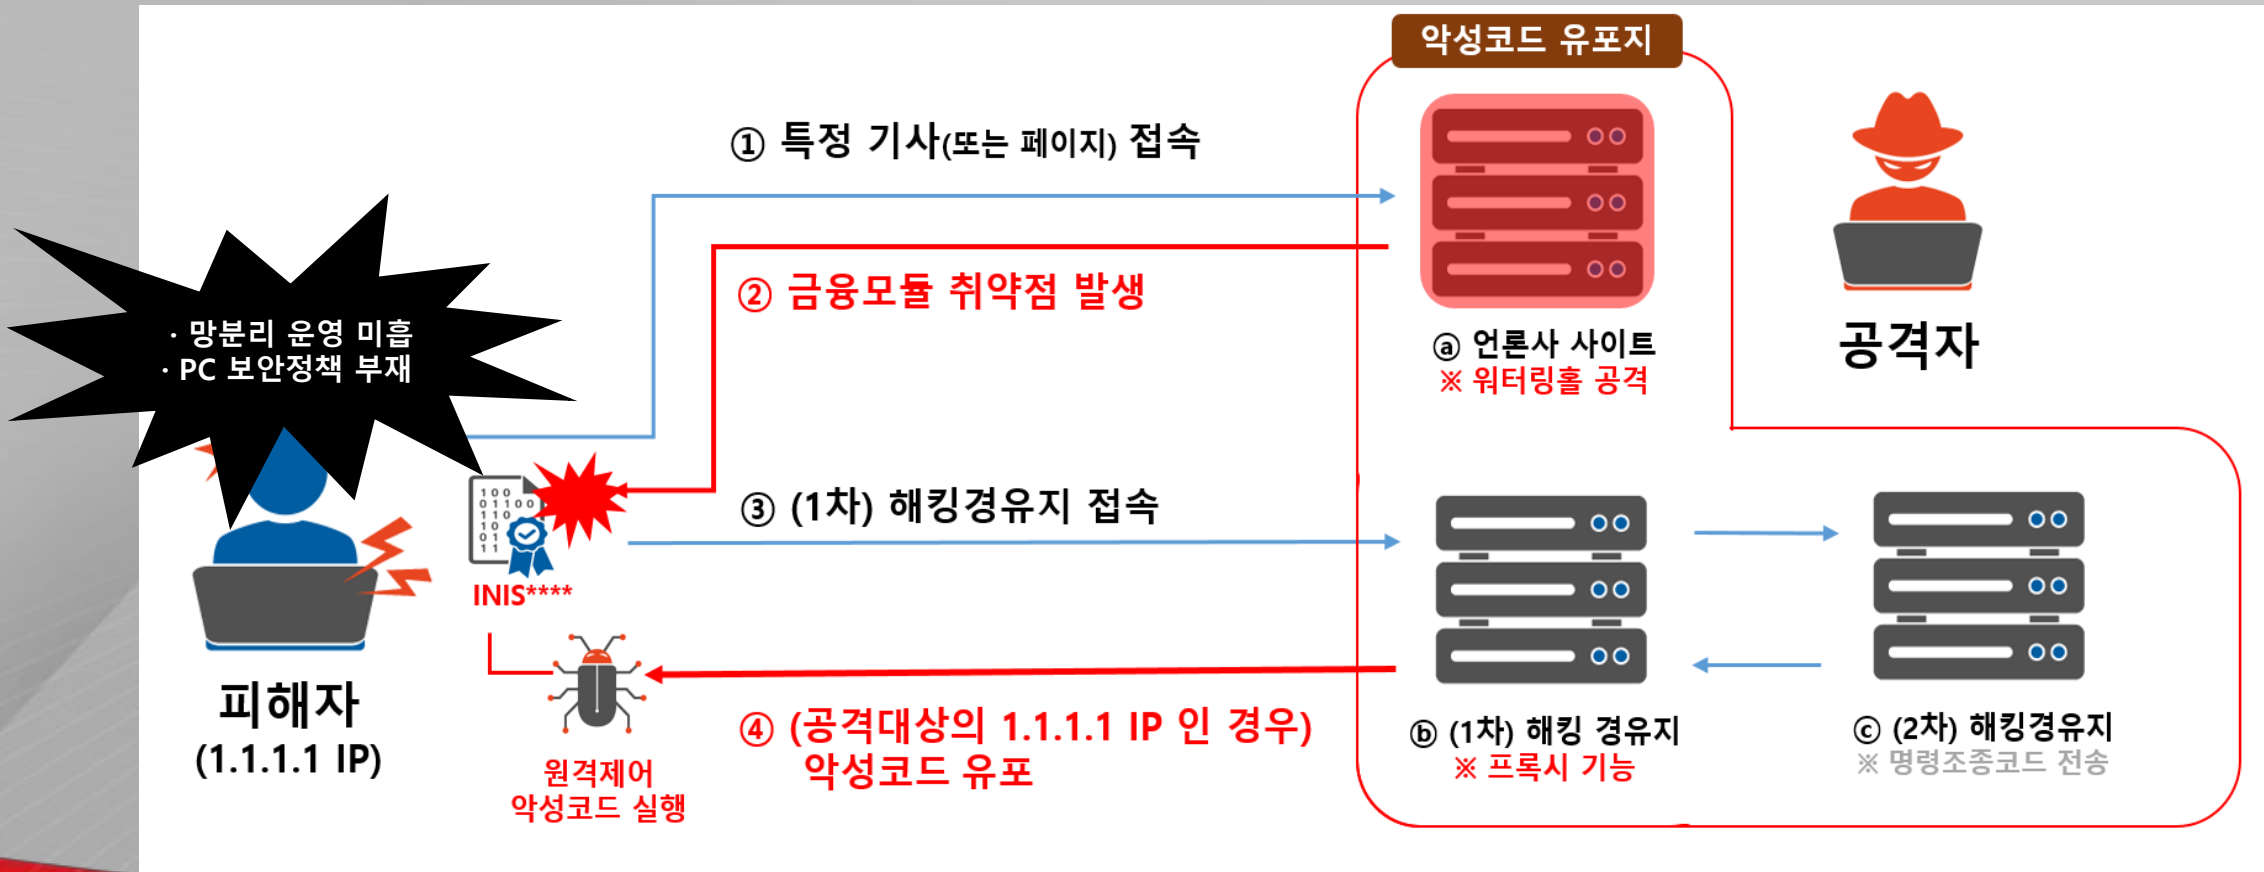 악성코드 유포지
① 특정 기사(또는 페이지) 접속
② 금융모듈 취약점 발생
· 망분리 운영 미흡
· PC 보안정책 부재
ⓐ 언론사 사이트
※ 워터링홀 공격
공격자
100
01100
110
101
01
11
INIS****
③ (1차) 해킹경유지 접속
피해자
(1.1.1.1 IP)
원격제어
악성코드 실행
④ (공격대상의 1.1.1.1 IP 인 경우)
악성코드 유포
ⓑ (1차) 해킹 경유지
※ 프록시 기능
ⓒ (2차) 해킹경유지
※ 명령조종코드 전송